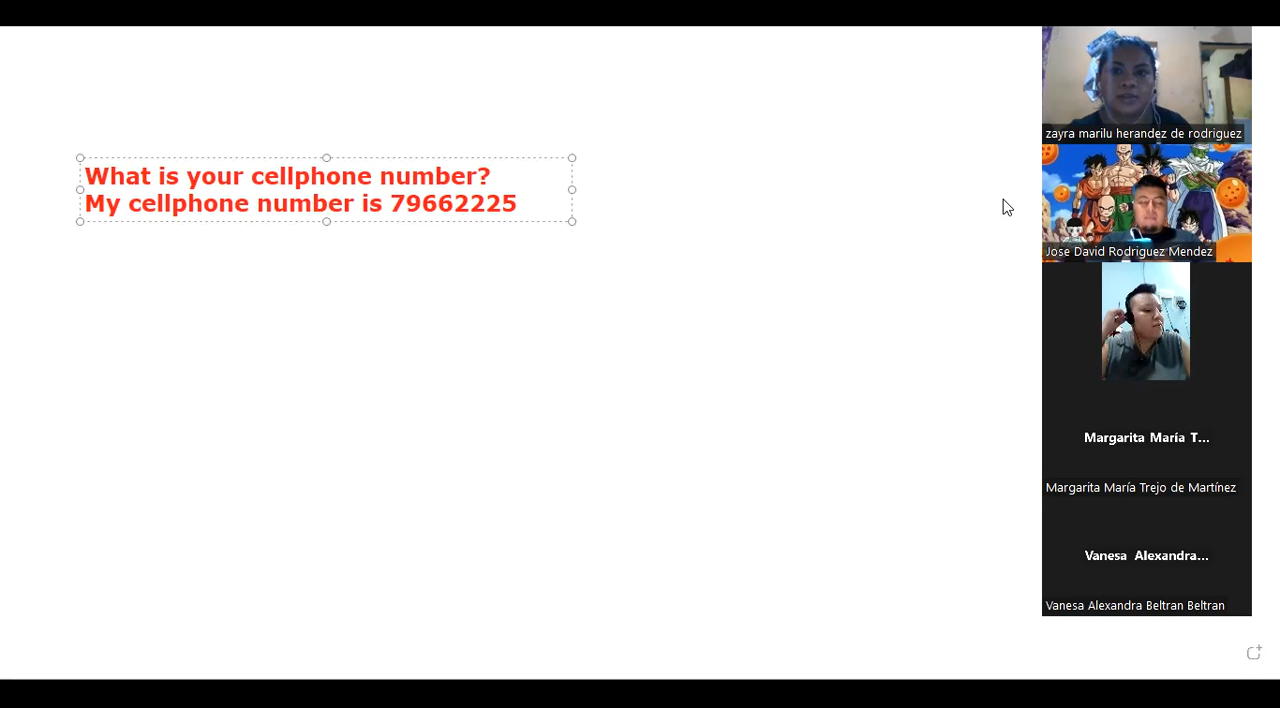 What is your cellphone number?
My cellphone number is 79662225
zayra marilu herandez de rodriguez
Jose David Rodriguez Mendez
Margarita María T...
Margarita María Trejo de Martínez
Vanesa Alexandra...
Vanesa Alexandra Beltran Beltran